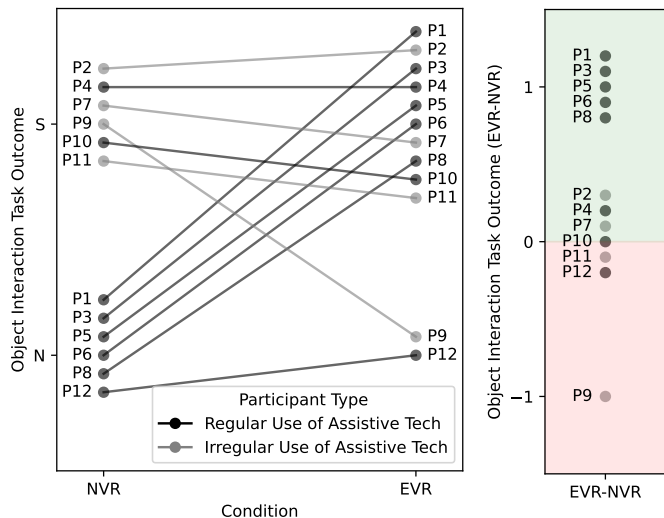 Object Interaction Task Outcome
S
N
P2
P4
P7
P9
P10
P11
P1
P3
P5
P6
P8
P12
P1
P2
P3
P4
P5
P6
P7
P8
P10
P11
P9
P12
Participant Type
Regular Use of Assistive Tech
Irregular Use of Assistive Tech
NVR
EVR
Condition
Object Interaction Task Outcome (EVR-NVR)
1
0
−1
P1
P3
P5
P6
P8
P2
P4
P7
P10
P11
P12
P9
EVR-NVR